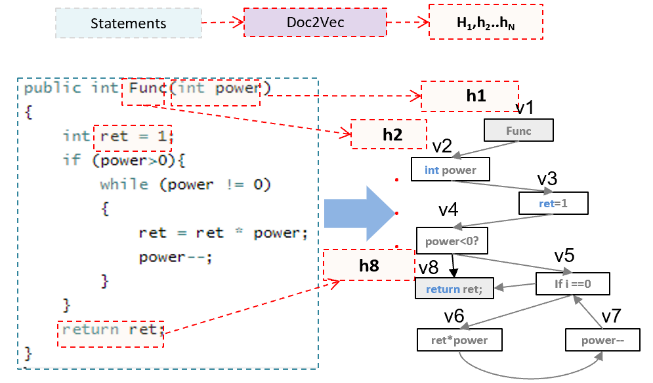 Statements
Doc2Vec
H1,h2..hN
public int Func(int power)
{
int ret = 1;
if (power>0){
while (power != 0)
{
ret = ret * power;
power--;
}
}
return ret;
}
h1
h2
h8
v1
Func
v2
int power
v3
ret=1
v4
power<0?
v5
If i ==0
v8
return ret;
v6
ret*power
v7
power--